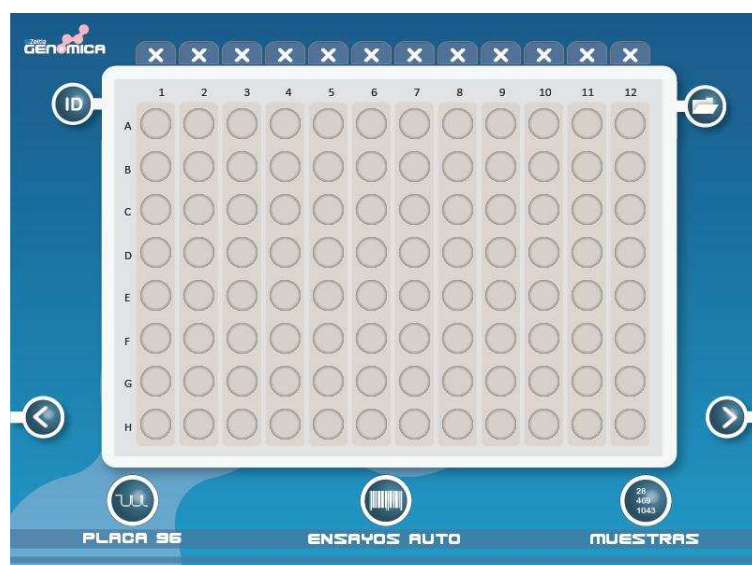 Zeltia
GENOMICA
X X X X X X X X X X X X
ID
1 2 3 4 5 6 7 8 9 10 11 12
A
B
C
D
E
F
G
H
28
469
1043
PLACA 96
ENSAYOS AUTO
MUESTRAS